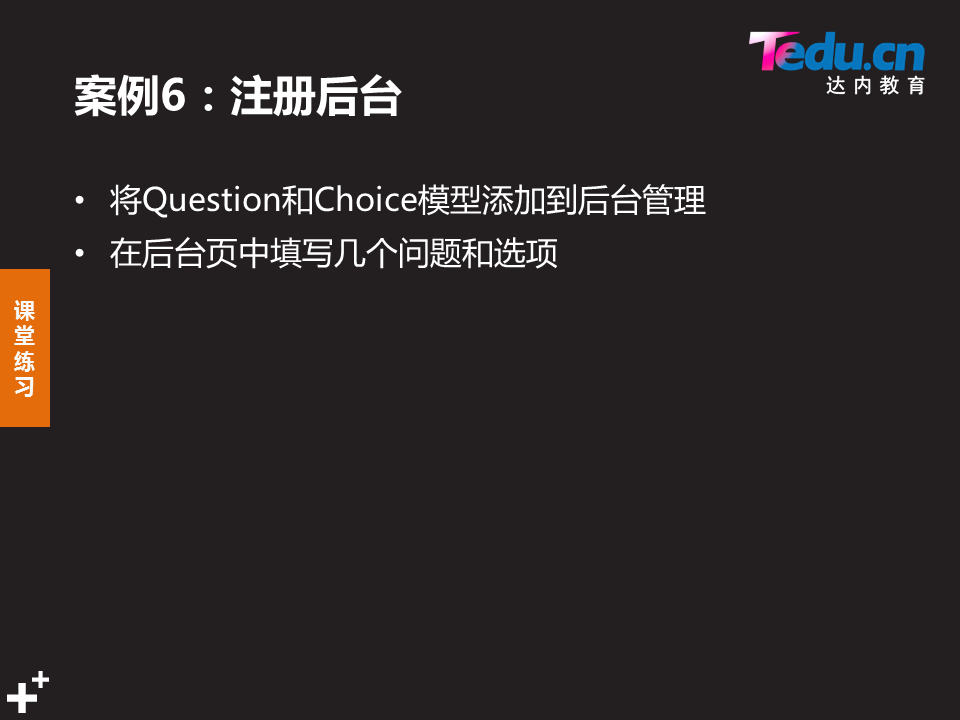 Tedu.cn
达内教育
案例6：注册后台
• 将Question和Choice模型添加到后台管理
• 在后台页中填写几个问题和选项
课
堂
练
习